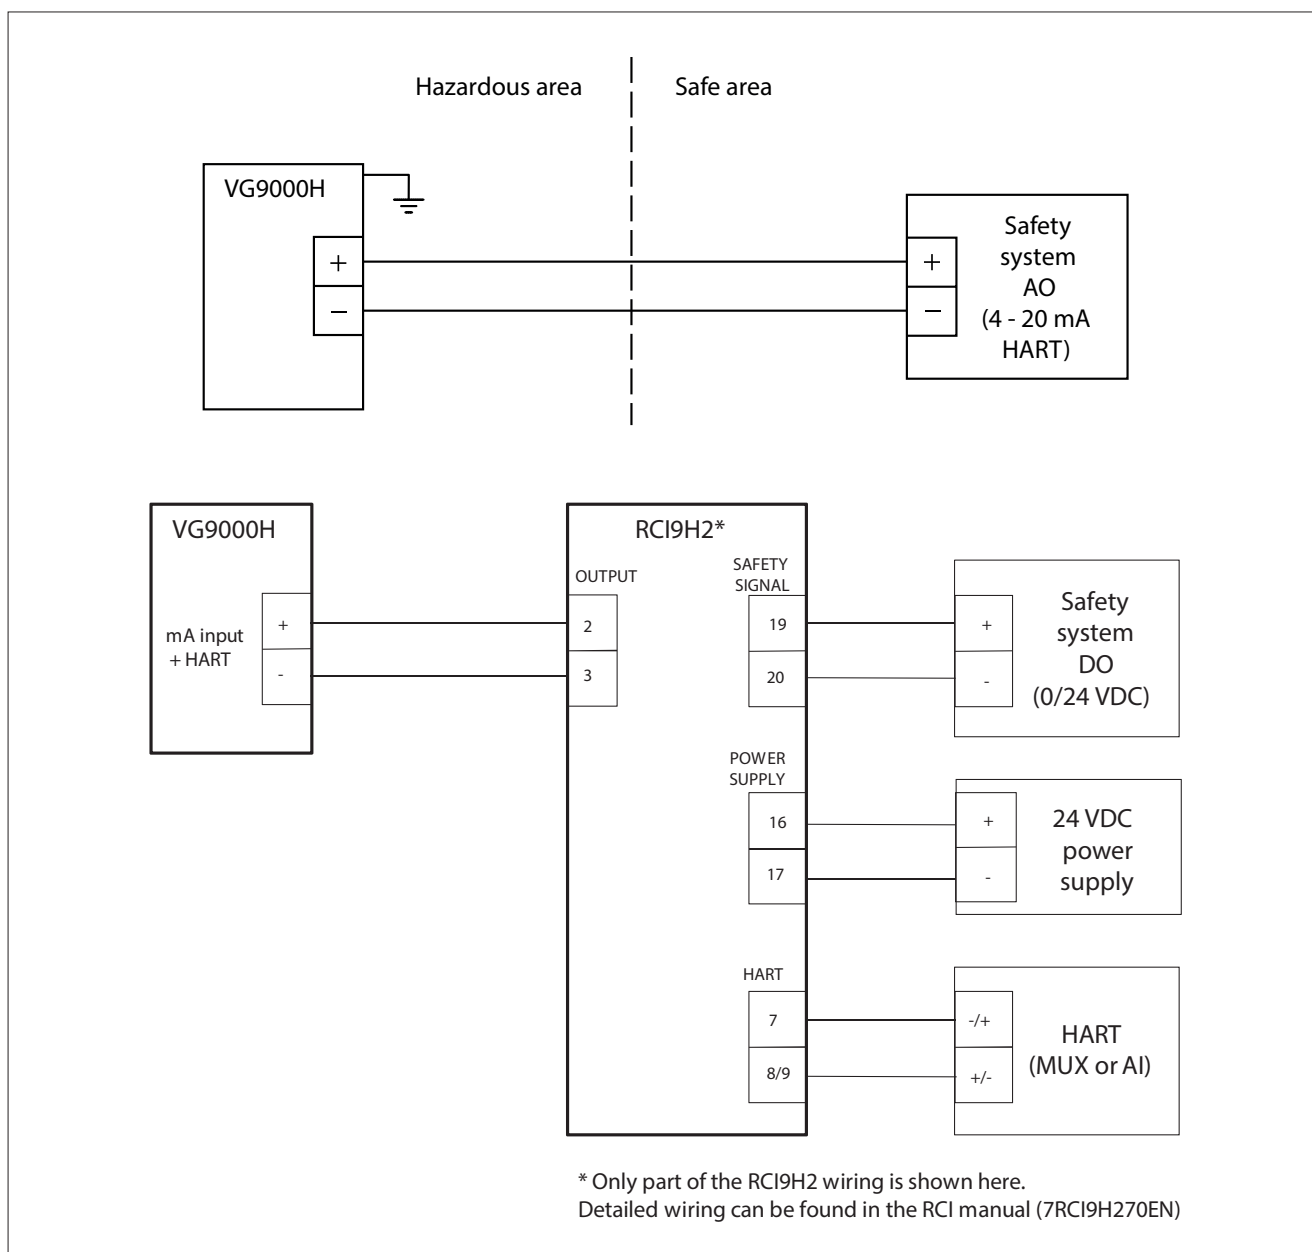 Hazardous area
Safe area
VG9000H
+
−
+
−
Safety
system
AO
(4 - 20 mA
HART)
VG9000H
mA input
+ HART
+
-
RCI9H2*
OUTPUT
2
3
SAFETY
SIGNAL
19
20
+
-
Safety
system
DO
(0/24 VDC)
POWER
SUPPLY
16
17
+
-
24 VDC
power
supply
HART
7
8/9
-/+
+/-
HART
(MUX or AI)
* Only part of the RCI9H2 wiring is shown here.
Detailed wiring can be found in the RCI manual (7RCI9H270EN)